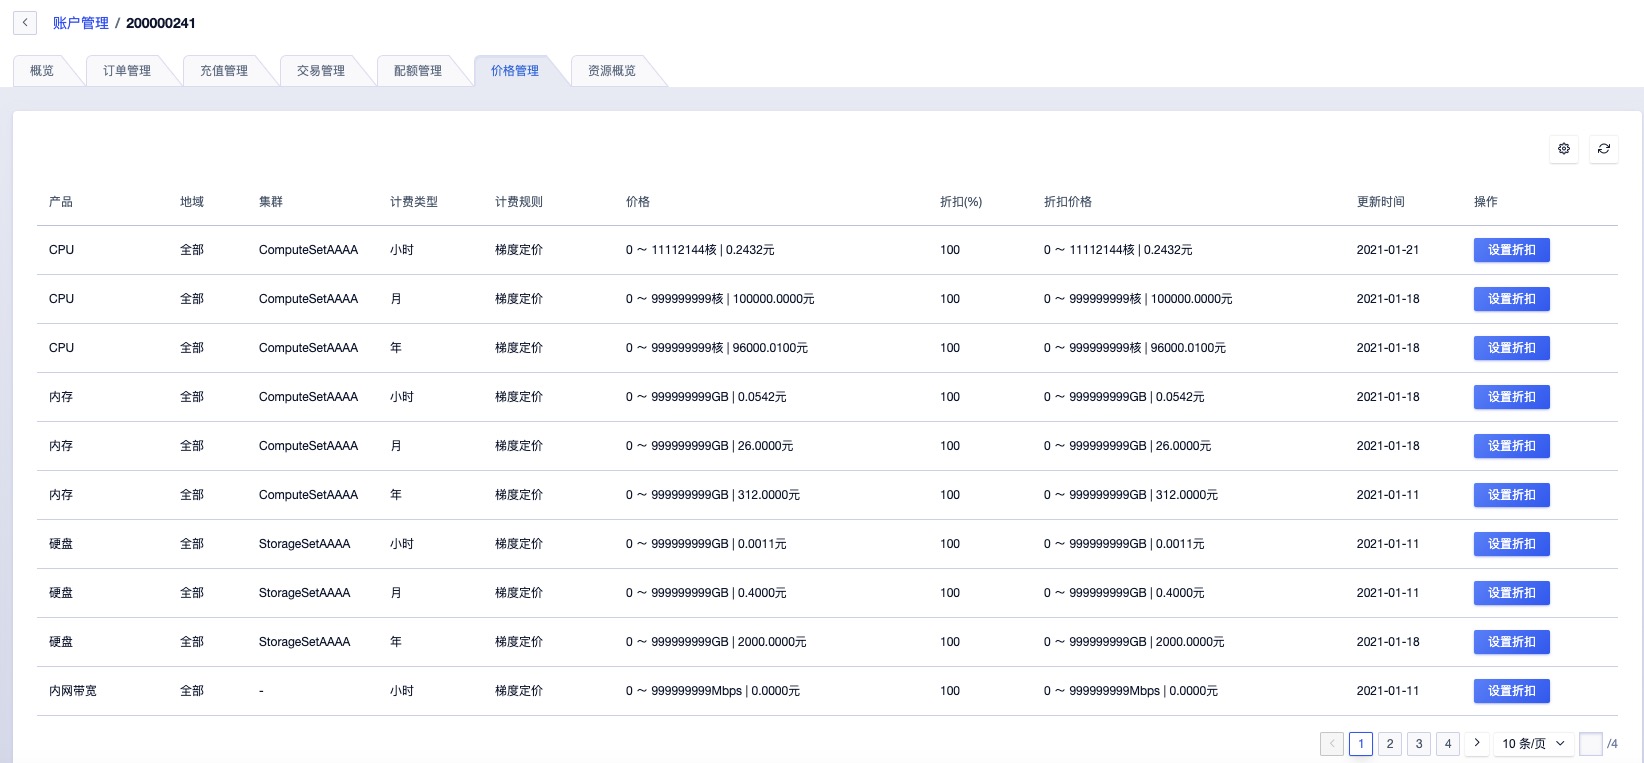 账户管理 / 200000241
概览 订单管理 充值管理 交易管理 配额管理 价格管理 资源概览
产品 地域 集群 计费类型 计费规则 价格 折扣(%) 折扣价格 更新时间 操作
CPU 全部 ComputeSetAAAA 小时 梯度定价 0 ～ 11112144核 | 0.2432元 100 0 ～ 11112144核 | 0.2432元 2021-01-21 设置折扣
CPU 全部 ComputeSetAAAA 月 梯度定价 0 ～ 999999999核 | 100000.0000元 100 0 ～ 999999999核 | 100000.0000元 2021-01-18 设置折扣
CPU 全部 ComputeSetAAAA 年 梯度定价 0 ～ 999999999核 | 96000.0100元 100 0 ～ 999999999核 | 96000.0100元 2021-01-18 设置折扣
内存 全部 ComputeSetAAAA 小时 梯度定价 0 ～ 999999999GB | 0.0542元 100 0 ～ 999999999GB | 0.0542元 2021-01-18 设置折扣
内存 全部 ComputeSetAAAA 月 梯度定价 0 ～ 999999999GB | 26.0000元 100 0 ～ 999999999GB | 26.0000元 2021-01-18 设置折扣
内存 全部 ComputeSetAAAA 年 梯度定价 0 ～ 999999999GB | 312.0000元 100 0 ～ 999999999GB | 312.0000元 2021-01-11 设置折扣
硬盘 全部 StorageSetAAAA 小时 梯度定价 0 ～ 999999999GB | 0.0011元 100 0 ～ 999999999GB | 0.0011元 2021-01-11 设置折扣
硬盘 全部 StorageSetAAAA 月 梯度定价 0 ～ 999999999GB | 0.4000元 100 0 ～ 999999999GB | 0.4000元 2021-01-11 设置折扣
硬盘 全部 StorageSetAAAA 年 梯度定价 0 ～ 999999999GB | 2000.0000元 100 0 ～ 999999999GB | 2000.0000元 2021-01-18 设置折扣
内网带宽 全部 - 小时 梯度定价 0 ～ 999999999Mbps | 0.0000元 100 0 ～ 999999999Mbps | 0.0000元 2021-01-11 设置折扣
1 2 3 4 10 条/页 /4